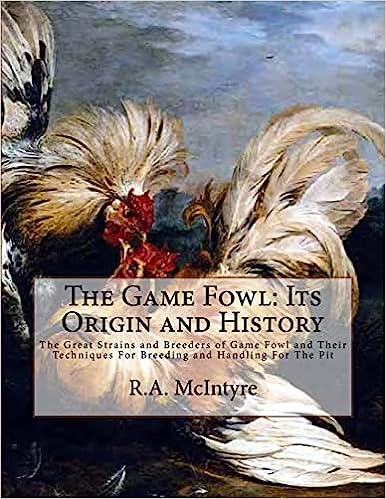 The Game Fowl: Its
Origin and History
The Great Strains and Breeders of Game Fowl and Their
Techniques For Breeding and Handling For The Pit
R.A. McIntyre